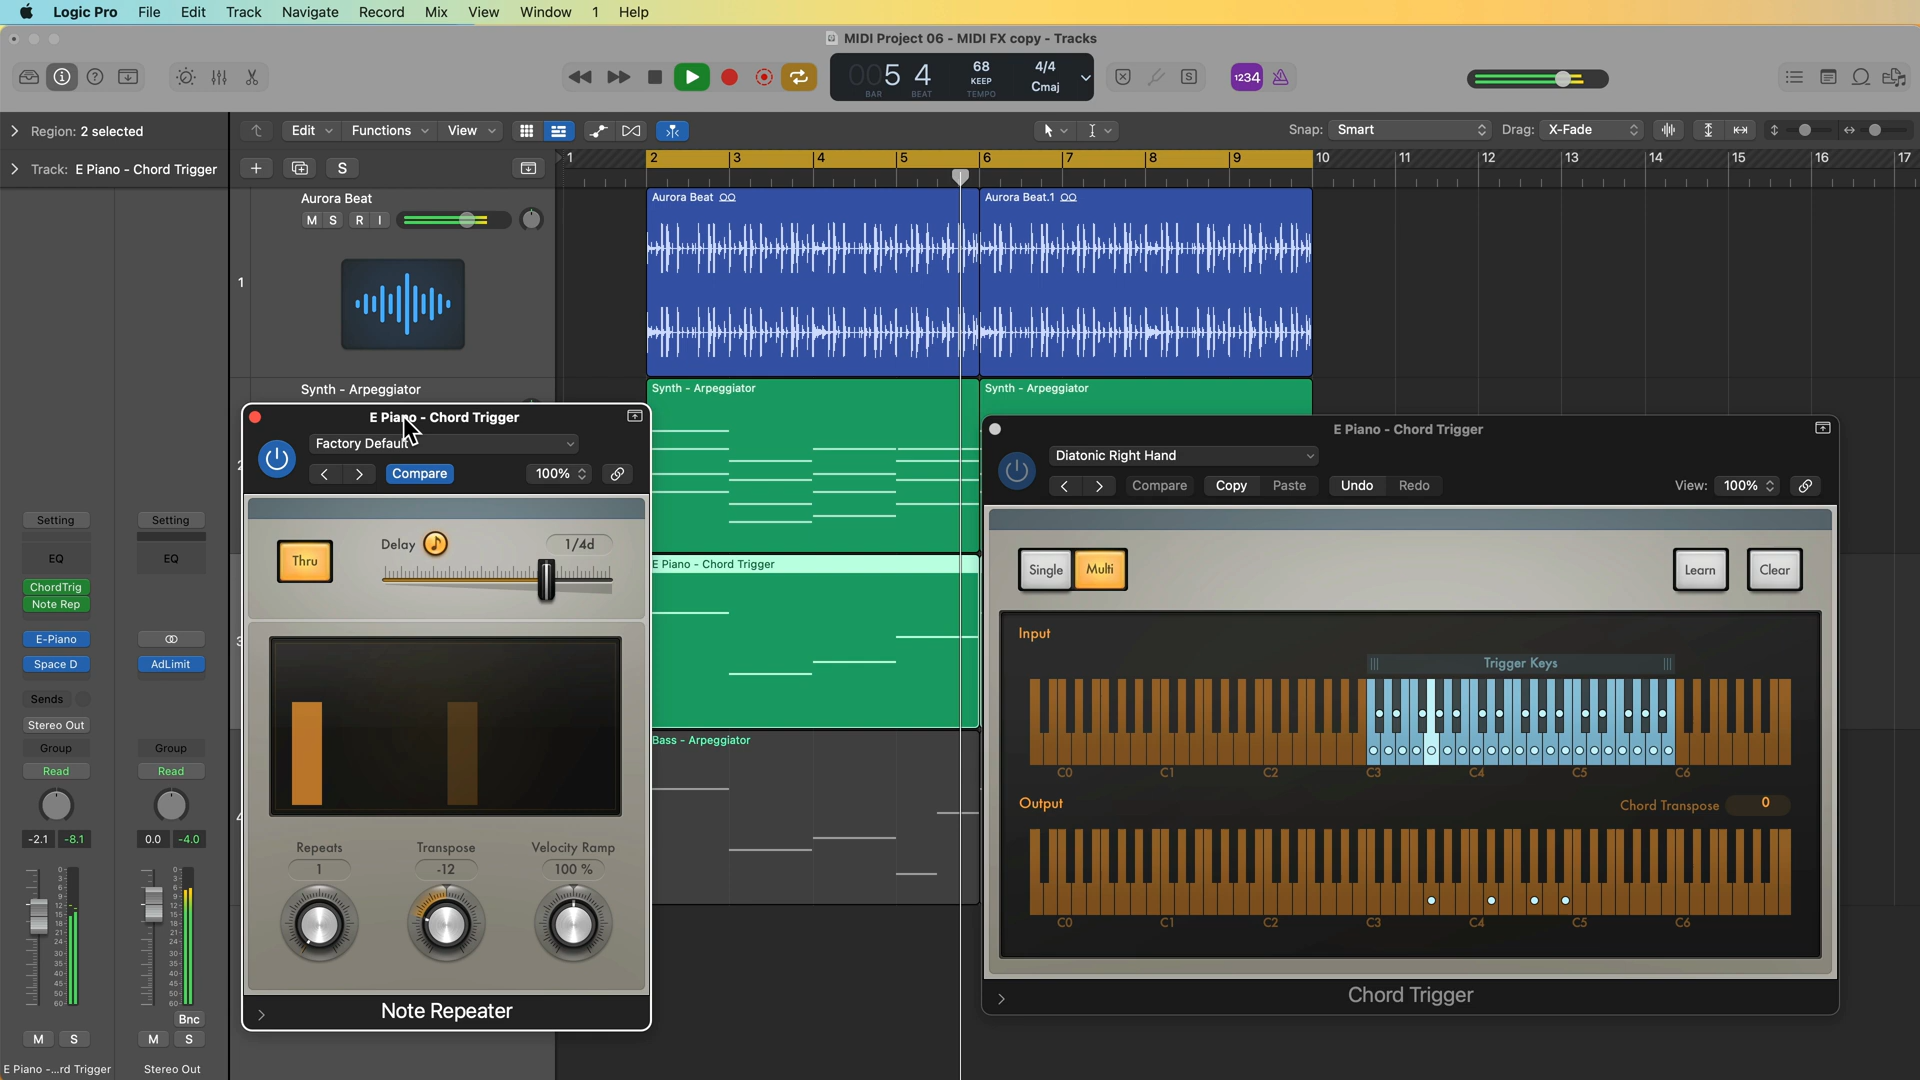 Logic Pro File Edit Track Navigate Record Mix View Window 1 Help
MIDI Project 06 - MIDI FX copy - Tracks
005 4 68 4/4
KEEP Cmaj
BAR BEAT TEMPO
1234
Region: 2 selected
Edit Functions View
Snap: Smart Drag: X-Fade
Track: E Piano - Chord Trigger
S
1 2 3 4 5 6 7 8 9 10 11 12 13 14 15 16 17
Aurora Beat
M S R I
1
Aurora Beat
Aurora Beat.1
Synth - Arpeggiator
Synth - Arpeggiator
Synth - Arpeggiator
E Piano - Chord Trigger
Factory Default
Compare 100%
Thru
Delay 1/4d
Repeats Transpose Velocity Ramp
1 -12 100 %
Note Repeater
E Piano - Chord Trigger
Bass - Arpeggiator
E Piano - Chord Trigger
Diatonic Right Hand
Compare Copy Paste Undo Redo View: 100%
Single Multi Learn Clear
Input
Trigger Keys
C0 C1 C2 C3 C4 C5 C6
Output
Chord Transpose 0
C0 C1 C2 C3 C4 C5 C6
Chord Trigger
Setting Setting
EQ EQ
ChordTrig
Note Rep
E-Piano
Space D AdLimit
Sends
Stereo Out
Group Group
Read Read
-2.1 -8.1 0.0 -4.0
Bnc
M S M S
E Piano -...rd Trigger Stereo Out